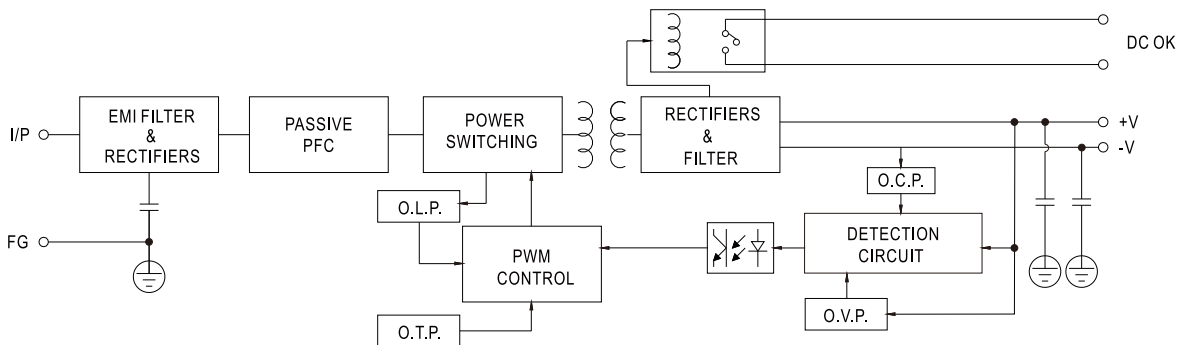 DC OK
I/P
EMI FILTER
&
RECTIFIERS
PASSIVE
PFC
POWER
SWITCHING
RECTIFIERS
&
FILTER
+V
-V
O.L.P.
O.C.P.
FG
PWM
CONTROL
DETECTION
CIRCUIT
O.T.P.
O.V.P.